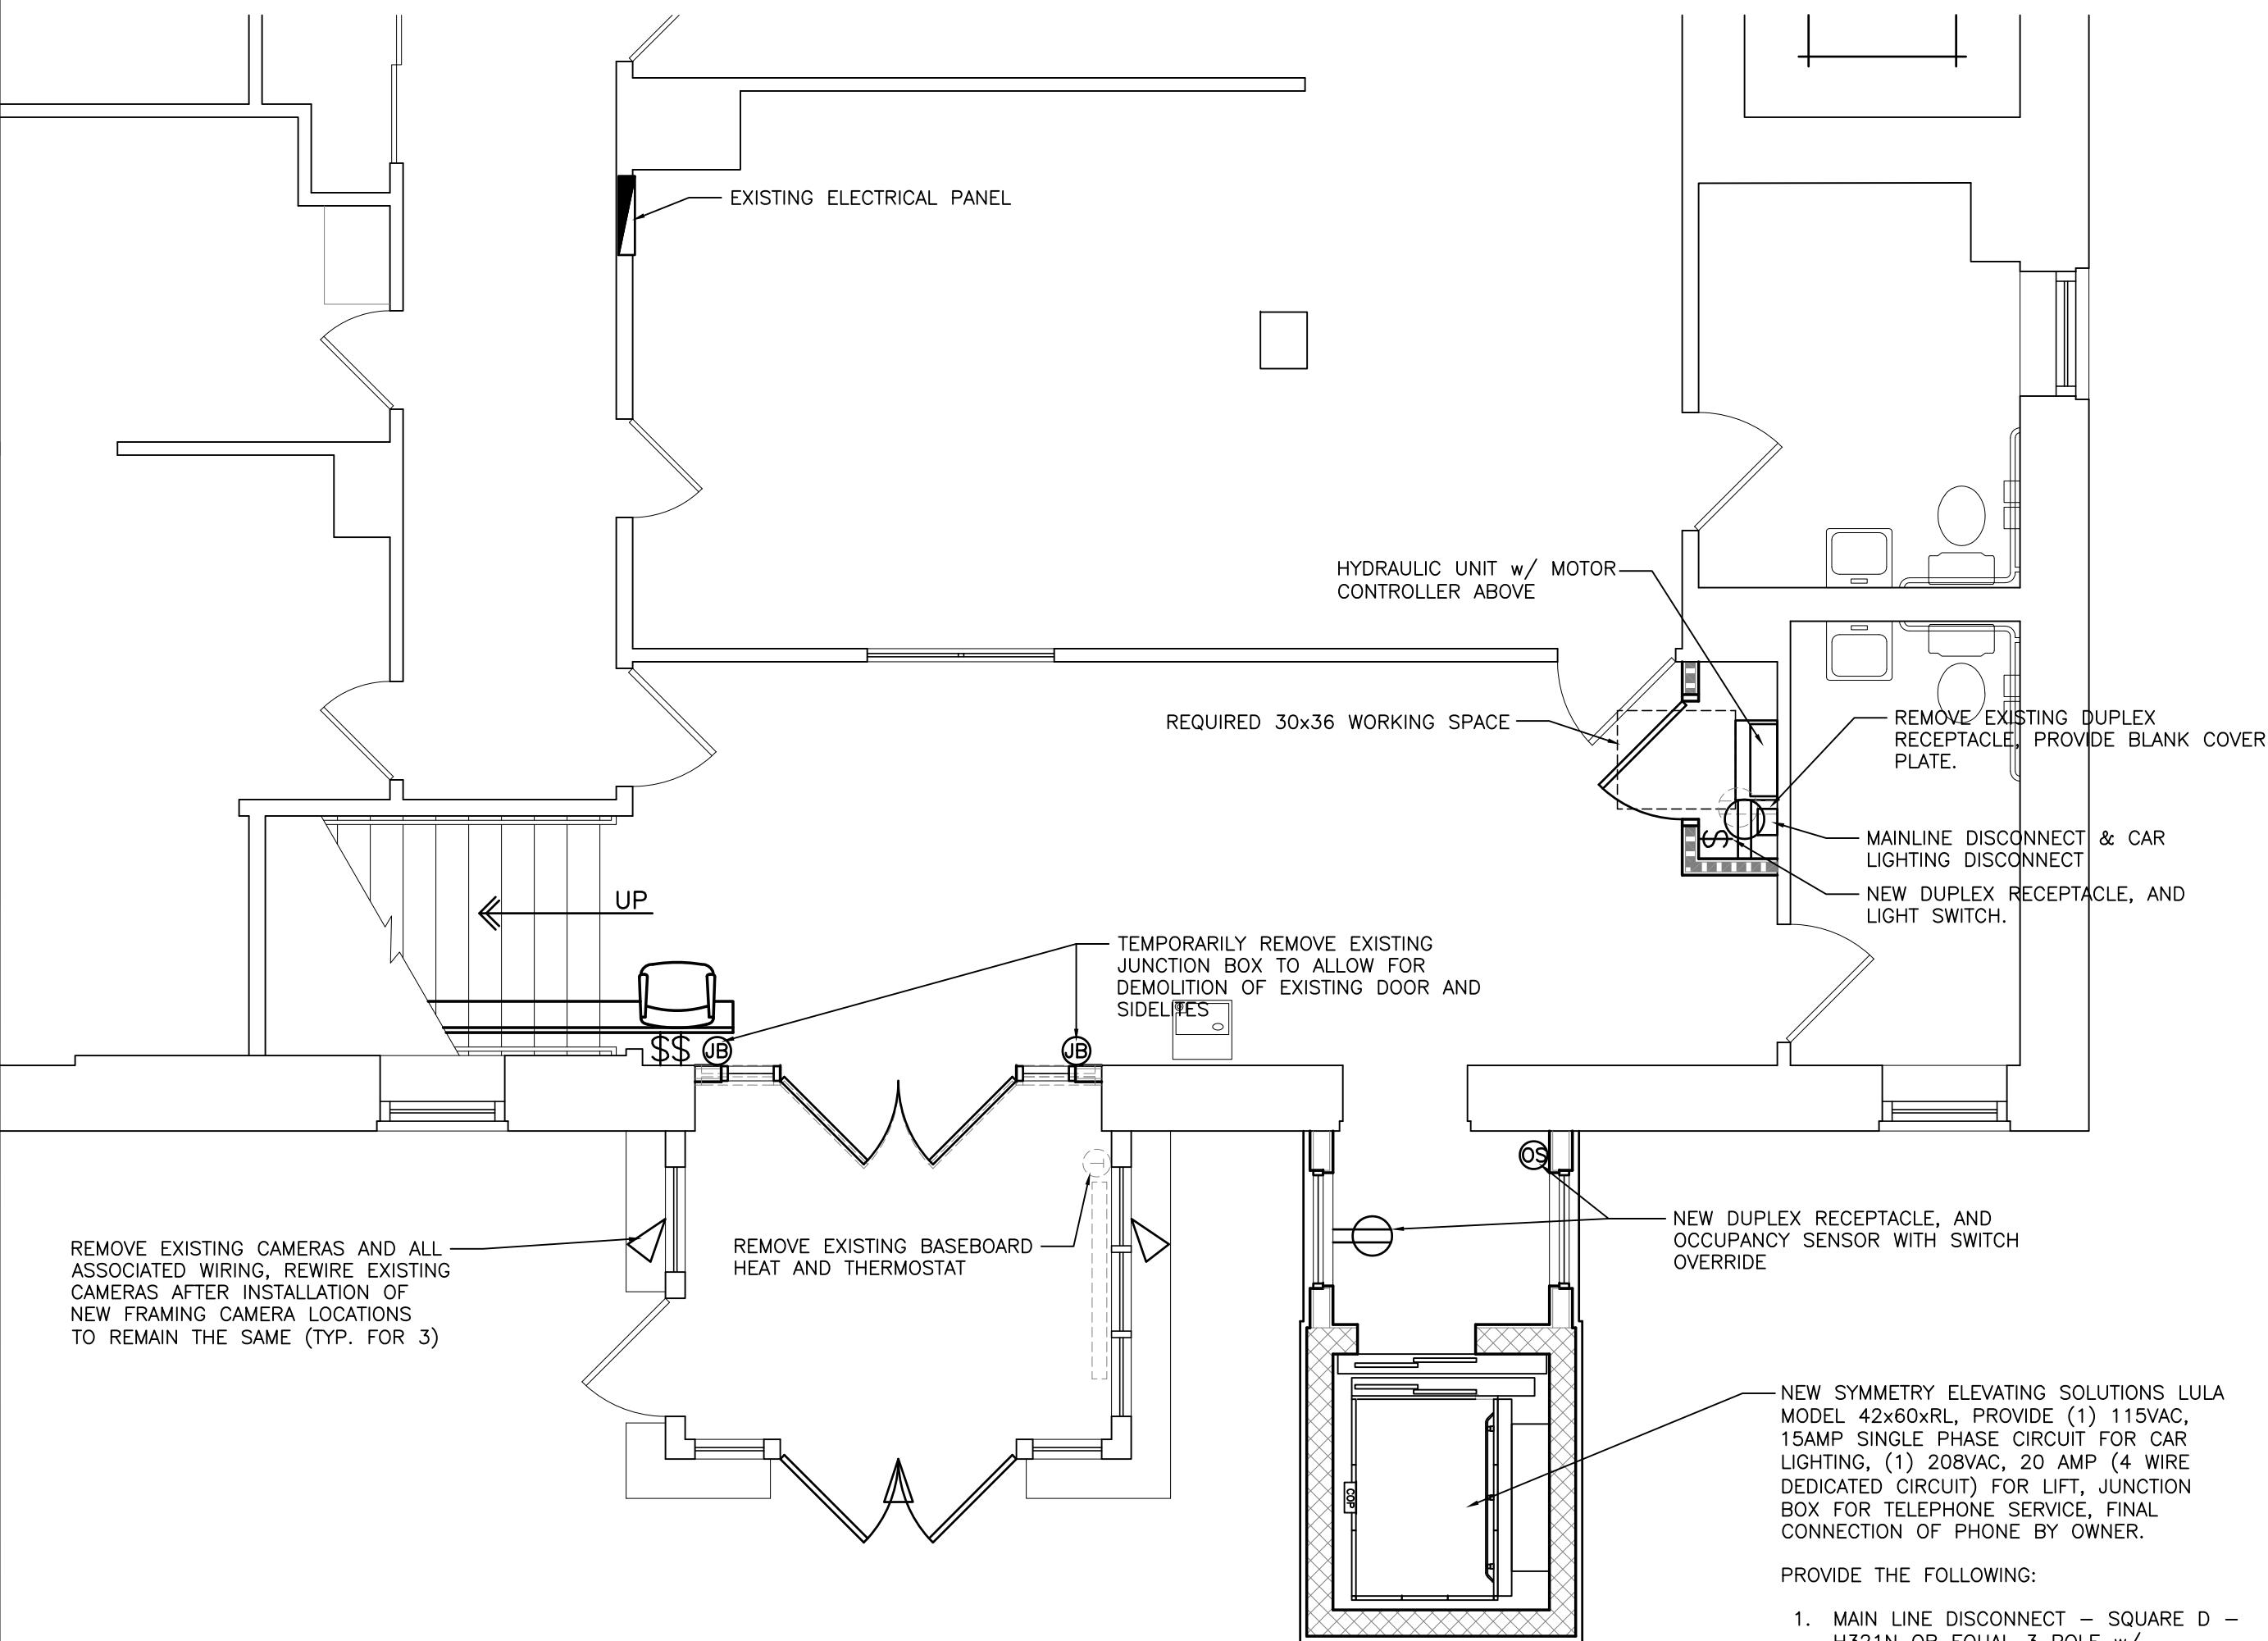 EXISTING ELECTRICAL PANEL
HYDRAULIC UNIT w/ MOTOR
CONTROLLER ABOVE
REQUIRED 30x36 WORKING SPACE
REMOVE EXISTING DUPLEX
RECEPTACLE, PROVIDE BLANK COVER
PLATE.
MAINLINE DISCONNECT & CAR
LIGHTING DISCONNECT
NEW DUPLEX RECEPTACLE, AND
LIGHT SWITCH.
S
UP
TEMPORARILY REMOVE EXISTING
JUNCTION BOX TO ALLOW FOR
DEMOLITION OF EXISTING DOOR AND
SIDELITES
$$
JB
JB
OS
T
NEW DUPLEX RECEPTACLE, AND
OCCUPANCY SENSOR WITH SWITCH
OVERRIDE
REMOVE EXISTING CAMERAS AND ALL
ASSOCIATED WIRING, REWIRE EXISTING
CAMERAS AFTER INSTALLATION OF
NEW FRAMING CAMERA LOCATIONS
TO REMAIN THE SAME (TYP. FOR 3)
REMOVE EXISTING BASEBOARD
HEAT AND THERMOSTAT
COP
NEW SYMMETRY ELEVATING SOLUTIONS LULA
MODEL 42x60xRL, PROVIDE (1) 115VAC,
15AMP SINGLE PHASE CIRCUIT FOR CAR
LIGHTING, (1) 208VAC, 20 AMP (4 WIRE
DEDICATED CIRCUIT) FOR LIFT, JUNCTION
BOX FOR TELEPHONE SERVICE, FINAL
CONNECTION OF PHONE BY OWNER.
PROVIDE THE FOLLOWING:
1. MAIN LINE DISCONNECT – SQUARE D –
H321N OR EQUAL 3 POLE w/